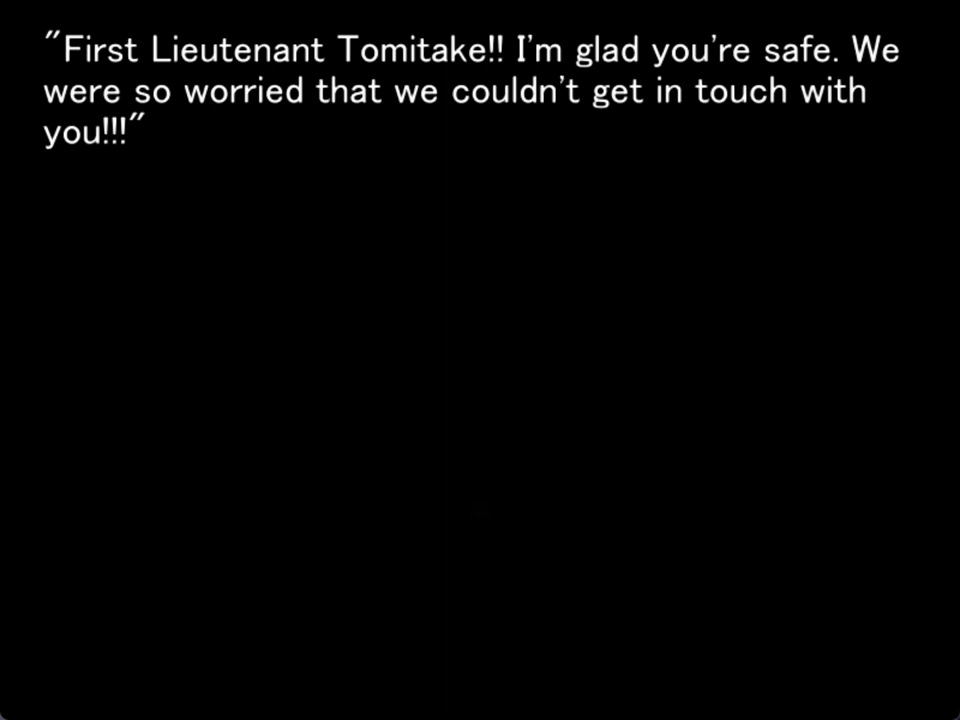 "First Lieutenant Tomitake!! I'm glad you're safe. We
were so worried that we couldn't get in touch with
you!!!"